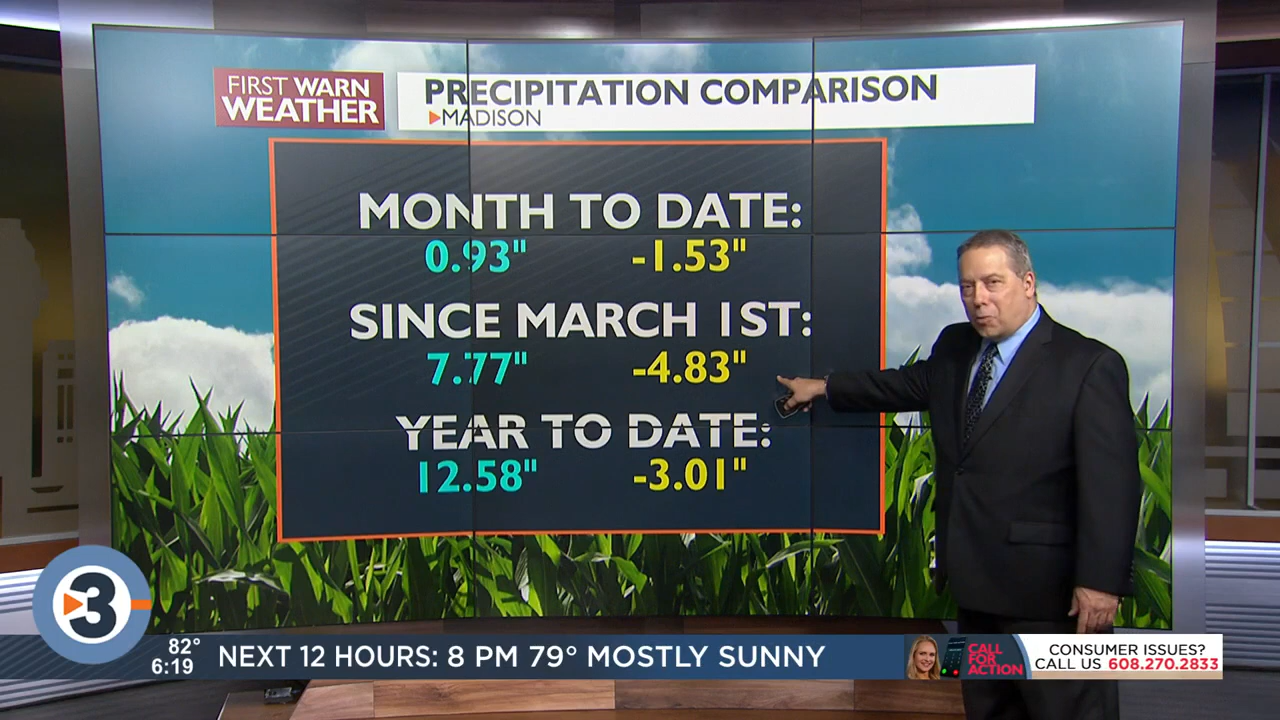 FIRST WARN
WEATHER
PRECIPITATION COMPARISON
MADISON
MONTH TO DATE:
0.93" -1.53"
SINCE MARCH 1ST:
7.77" -4.83"
YEAR TO DATE:
12.58" -3.01"
3
82°
6:19
NEXT 12 HOURS: 8 PM 79° MOSTLY SUNNY
CALL
FOR
ACTION
CONSUMER ISSUES?
CALL US 608.270.2833